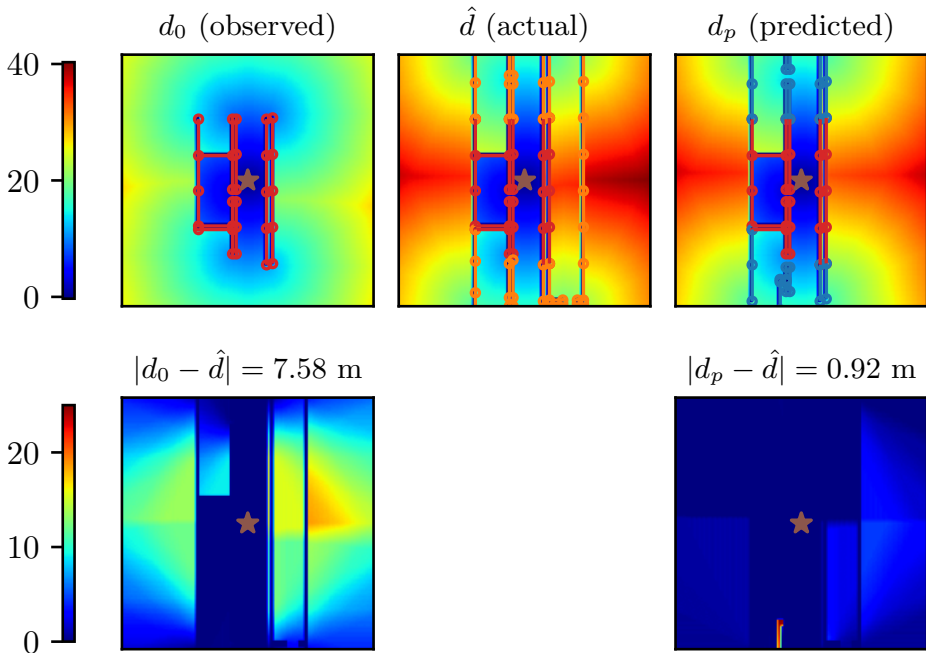 d₀ (observed)
d̂ (actual)
dₚ (predicted)
40
20
0
|d₀ − d̂| = 7.58 m
|dₚ − d̂| = 0.92 m
20
10
0